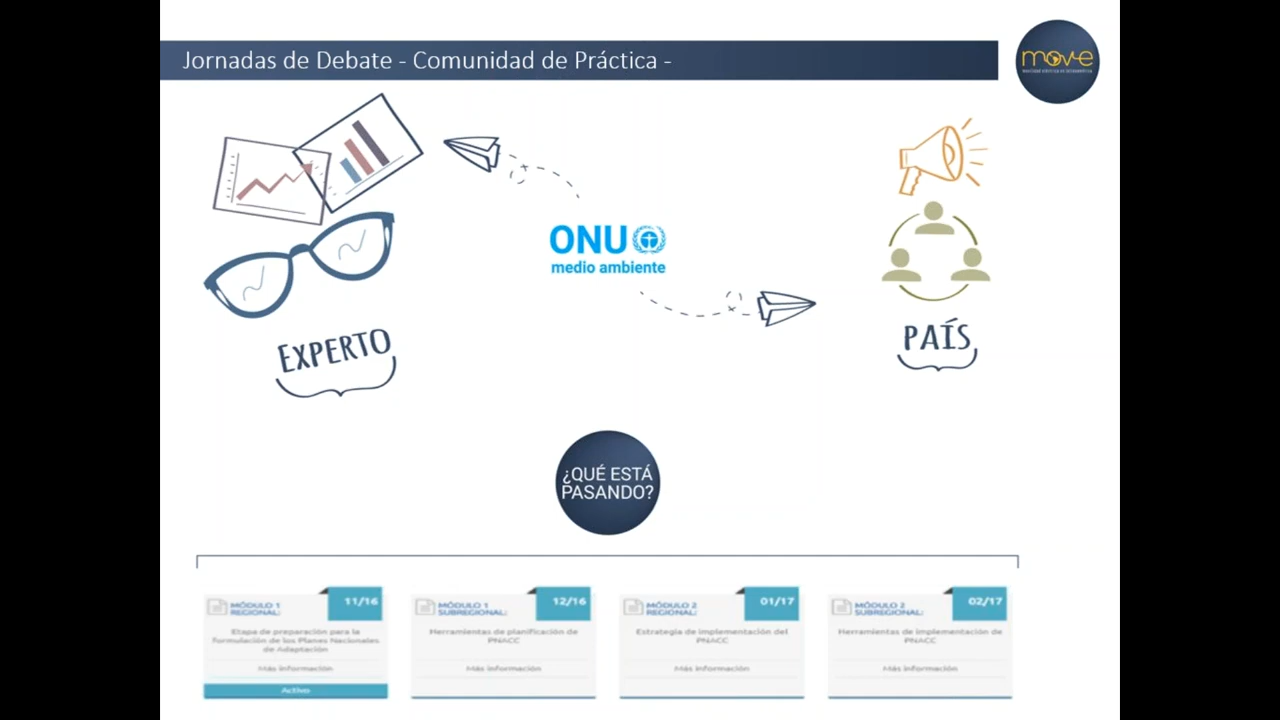 Jornadas de Debate - Comunidad de Práctica -
move
ONU
medio ambiente
EXPERTO
PAÍS
¿QUÉ ESTÁ
PASANDO?
MÓDULO 1
REGIONAL:
11/16
Etapa de preparación para la
formulación de los Planes Nacionales
de Adaptación
Más información
Activo
MÓDULO 1
SUBREGIONAL:
12/16
Herramientas de planificación de
PNACC
Más información
MÓDULO 2
REGIONAL:
01/17
Estrategia de implementación del
PNACC
Más información
MÓDULO 2
SUBREGIONAL:
02/17
Herramientas de implementación de
PNACC
Más información